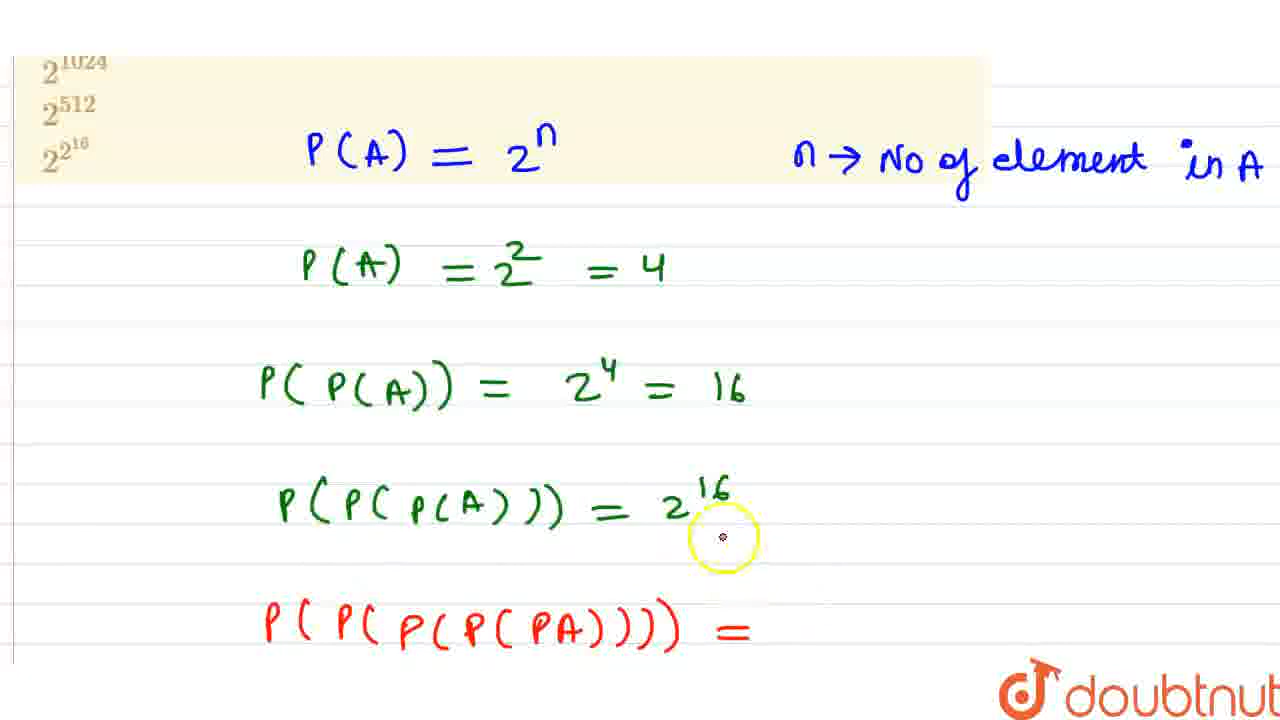 2^1024
2^512
2^2^16
P(A) = 2^n n → No of element in A
P(A) = 2^2 = 4
P(P(A)) = 2^4 = 16
P(P(P(A))) = 2^16
P(P(P(P(PA)))) =
doubtnut